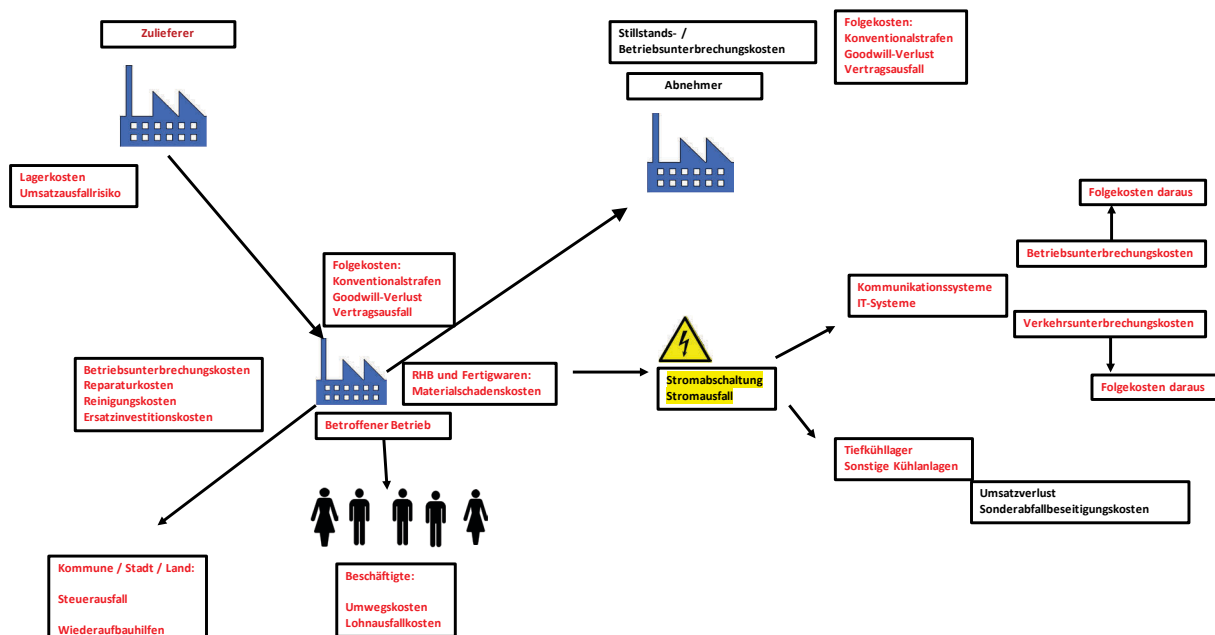 Zulieferer
Stillstands- /
Betriebsunterbrechungskosten
Folgekosten:
Konventionalstrafen
Goodwill-Verlust
Vertragsausfall
Abnehmer
Lagerkosten
Umsatzausfallrisiko
Folgekosten daraus
Betriebsunterbrechungskosten
Folgekosten:
Konventionalstrafen
Goodwill-Verlust
Vertragsausfall
Kommunikationssysteme
IT-Systeme
Verkehrsunterbrechungskosten
Betriebsunterbrechungskosten
Reparaturkosten
Reinigungskosten
Ersatzinvestitionskosten
RHB und Fertigwaren:
Materialschadenskosten
Stromabschaltung
Stromausfall
Folgekosten daraus
Betroffener Betrieb
Tiefkühllager
Sonstige Kühlanlagen
Umsatzverlust
Sonderabfallbeseitigungskosten
Kommune / Stadt / Land:
Steuerausfall
Wiederaufbauhilfen
Beschäftigte:
Umwegskosten
Lohnausfallkosten